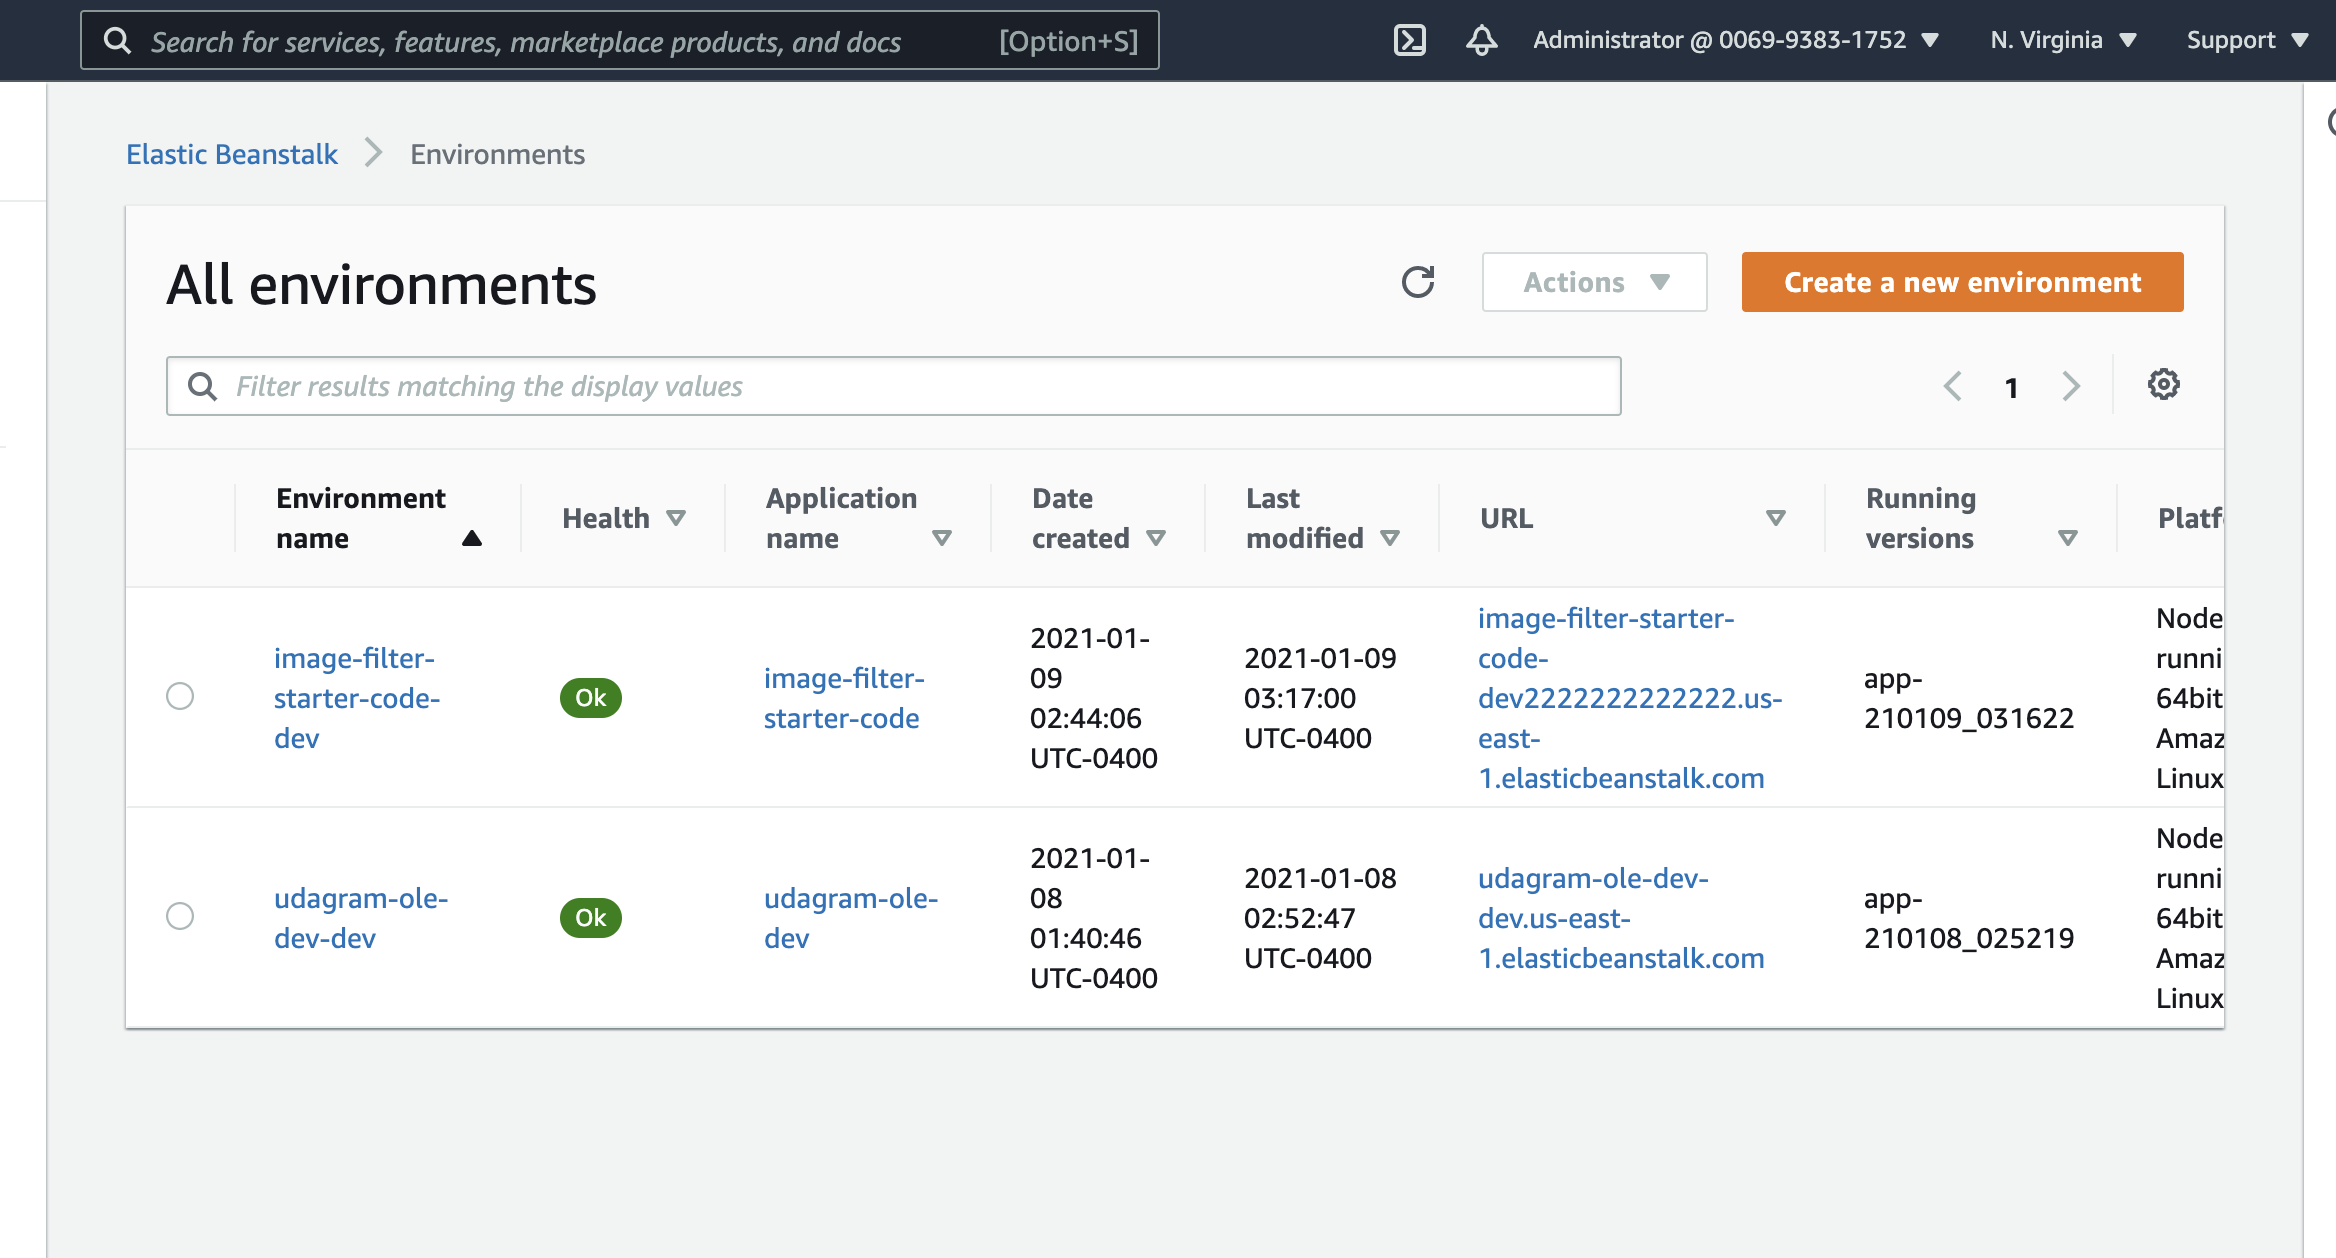 Search for services, features, marketplace products, and docs [Option+S] Administrator @ 0069-9383-1752 N. Virginia Support
Elastic Beanstalk Environments
All environments Actions Create a new environment
Filter results matching the display values 1
Environment
name
Health
Application
name
Date
created
Last
modified
URL
Running
versions
Platf
image-filter-
starter-code-
dev
Ok
image-filter-
starter-code
2021-01-
09
02:44:06
UTC-0400
2021-01-09
03:17:00
UTC-0400
image-filter-starter-
code-
dev2222222222222.us-
east-
1.elasticbeanstalk.com
app-
210109_031622
Node
runni
64bit
Amaz
Linux
udagram-ole-
dev-dev
Ok
udagram-ole-
dev
2021-01-
08
01:40:46
UTC-0400
2021-01-08
02:52:47
UTC-0400
udagram-ole-dev-
dev.us-east-
1.elasticbeanstalk.com
app-
210108_025219
Node
runni
64bit
Amaz
Linux